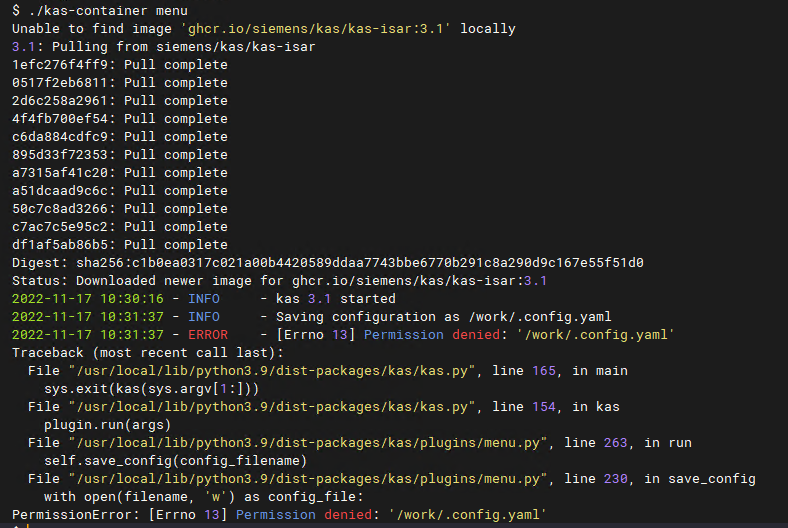 $ ./kas-container menu
Unable to find image 'ghcr.io/siemens/kas/kas-isar:3.1' locally
3.1: Pulling from siemens/kas/kas-isar
1efc276f4ff9: Pull complete
0517f2eb6811: Pull complete
2d6c258a2961: Pull complete
4f4fb700ef54: Pull complete
c6da884cdfc9: Pull complete
895d33f72353: Pull complete
a7315af41c20: Pull complete
a51dcaad9c6c: Pull complete
50c7c8ad3266: Pull complete
c7ac7c5e95c2: Pull complete
df1af5ab86b5: Pull complete
Digest: sha256:c1b0ea0317c021a00b4420589ddaa7743bbe6770b291c8a290d9c167e55f51d0
Status: Downloaded newer image for ghcr.io/siemens/kas/kas-isar:3.1
2022-11-17 10:30:16 - INFO     - kas 3.1 started
2022-11-17 10:31:37 - INFO     - Saving configuration as /work/.config.yaml
2022-11-17 10:31:37 - ERROR    - [Errno 13] Permission denied: '/work/.config.yaml'
Traceback (most recent call last):
  File "/usr/local/lib/python3.9/dist-packages/kas/kas.py", line 165, in main
    sys.exit(kas(sys.argv[1:]))
  File "/usr/local/lib/python3.9/dist-packages/kas/kas.py", line 154, in kas
    plugin.run(args)
  File "/usr/local/lib/python3.9/dist-packages/kas/plugins/menu.py", line 263, in run
    self.save_config(config_filename)
  File "/usr/local/lib/python3.9/dist-packages/kas/plugins/menu.py", line 230, in save_config
    with open(filename, 'w') as config_file:
PermissionError: [Errno 13] Permission denied: '/work/.config.yaml'